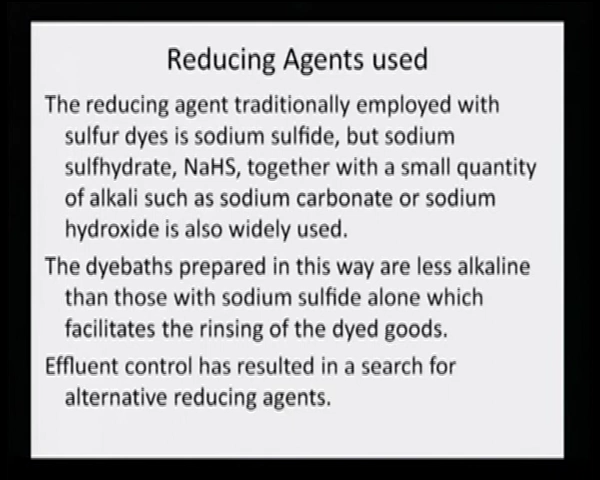 Reducing Agents used
The reducing agent traditionally employed with
sulfur dyes is sodium sulfide, but sodium
sulfhydrate, NaHS, together with a small quantity
of alkali such as sodium carbonate or sodium
hydroxide is also widely used.
The dyebaths prepared in this way are less alkaline
than those with sodium sulfide alone which
facilitates the rinsing of the dyed goods.
Effluent control has resulted in a search for
alternative reducing agents.